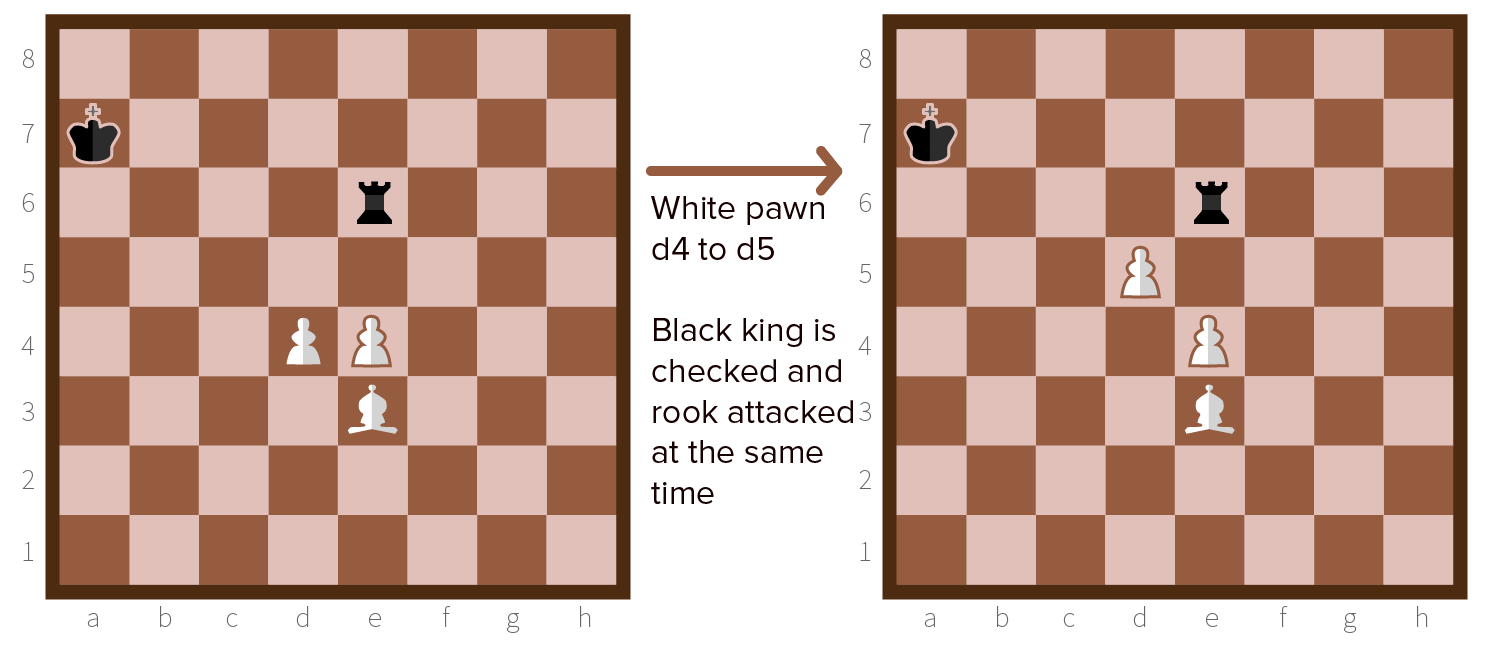 8
7
6
5
4
3
2
1
a b c d e f g h
White pawn
d4 to d5
Black king is
checked and
rook attacked
at the same
time
8
7
6
5
4
3
2
1
a b c d e f g h